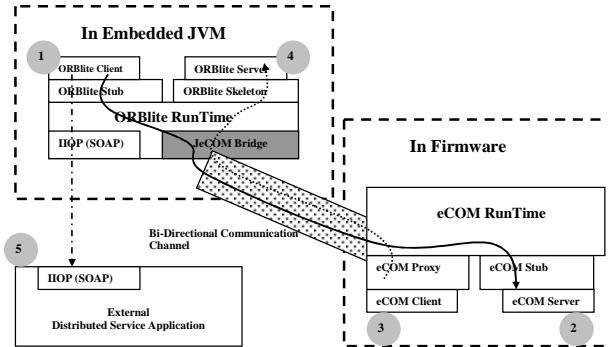 In Embedded JVM
1
4
ORBlite Client
ORBlite Server
ORBlite Stub
ORBlite Skeleton
ORBlite RunTime
IIOP (SOAP)
JeCOM Bridge
In Firmware
eCOM RunTime
Bi-Directional Communication
Channel
5
eCOM Proxy
eCOM Stub
IIOP (SOAP)
eCOM Client
eCOM Server
External
Distributed Service Application
3
2